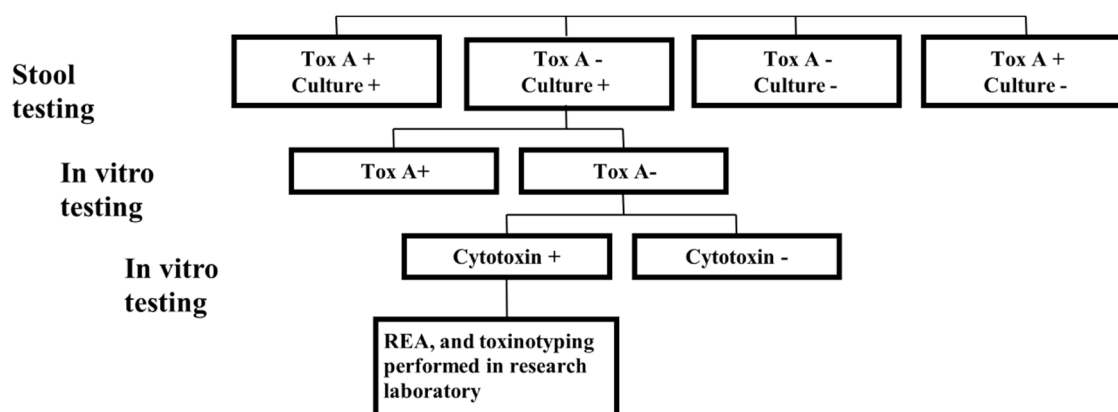 Stool
testing
Tox A +
Culture +
Tox A -
Culture +
Tox A -
Culture -
Tox A +
Culture -
In vitro
testing
Tox A+
Tox A-
In vitro
testing
Cytotoxin +
Cytotoxin -
REA, and toxinotyping
performed in research
laboratory